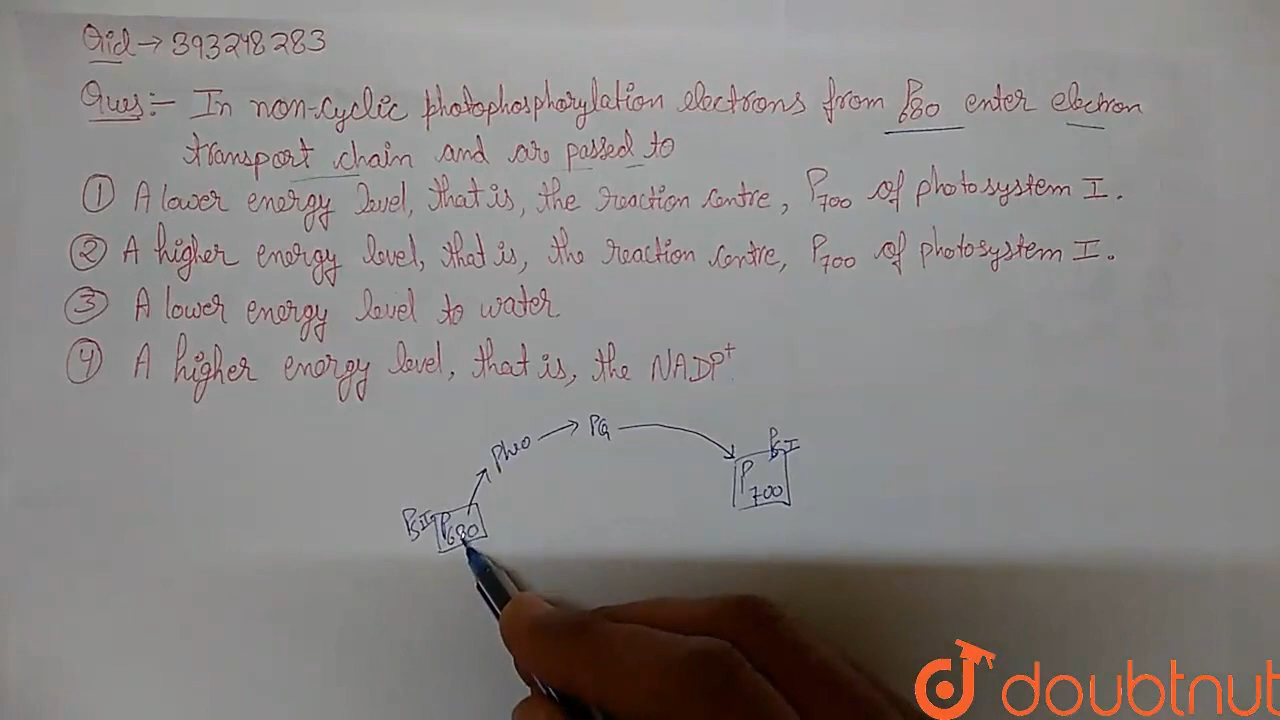 Qid → 393248283
Ques :- In non-cyclic photophosphorylation electrons from P680 enter electron
transport chain and are passed to
① A lower energy level, that is, the reaction centre, P700 of photosystem I.
② A higher energy level, that is, the reaction centre, P700 of photosystem I.
③ A lower energy level to water
④ A higher energy level, that is, the NADP+
Pheo → PQ
PSI
P700
PSII
P680
doubtnut